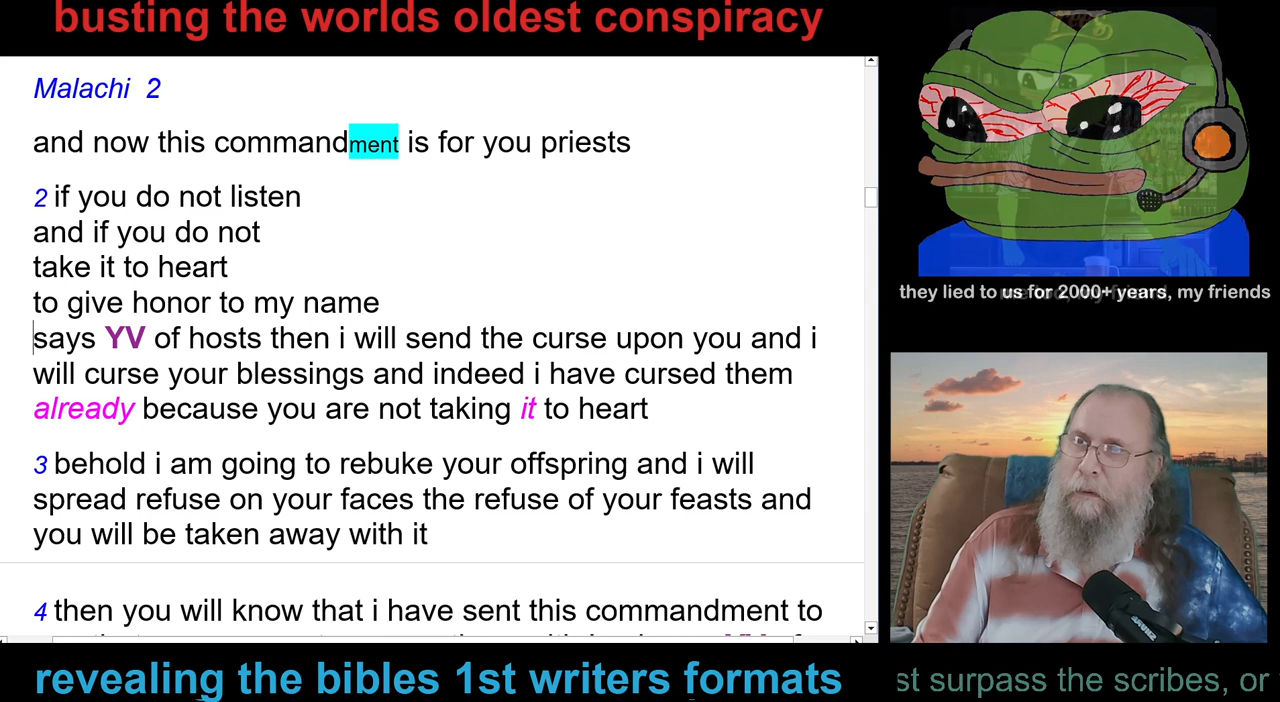 busting the worlds oldest conspiracy
Malachi 2
and now this commandment is for you priests
2 if you do not listen
and if you do not
take it to heart
to give honor to my name
says YV of hosts then i will send the curse upon you and i
will curse your blessings and indeed i have cursed them
already because you are not taking it to heart
3 behold i am going to rebuke your offspring and i will
spread refuse on your faces the refuse of your feasts and
you will be taken away with it
4 then you will know that i have sent this commandment to
they lied to us for 2000+ years, my friends
revealing the bibles 1st writers formats
st surpass the scribes, or